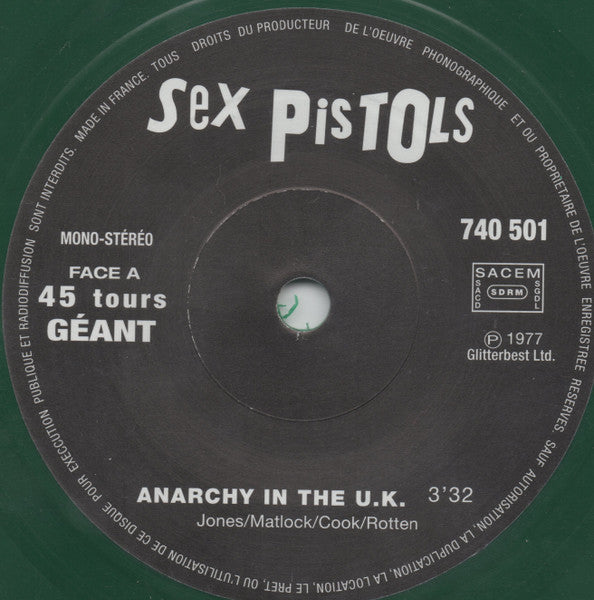 MADE IN FRANCE. TOUS DROITS DU PRODUCTEUR DE L'OEUVRE PHONOGRAPHIQUE ET DU PROPRIETAIRE DE L'OEUVRE ENREGISTREE RESERVES. SAUF AUTORISATION, LA DUPLICATION, LA LOCATION, LE PRET, OU L'UTILISATION DE CE DISQUE POUR EXECUTION PUBLIQUE ET RADIODIFFUSION SONT INTERDITS.
SEX PISTOLS
MONO-STÉRÉO
FACE A
45 tours
GÉANT
740 501
SACEM
SACD
SDRM
SGDL
Ⓟ 1977
Glitterbest Ltd.
ANARCHY IN THE U.K. 3'32
Jones/Matlock/Cook/Rotten